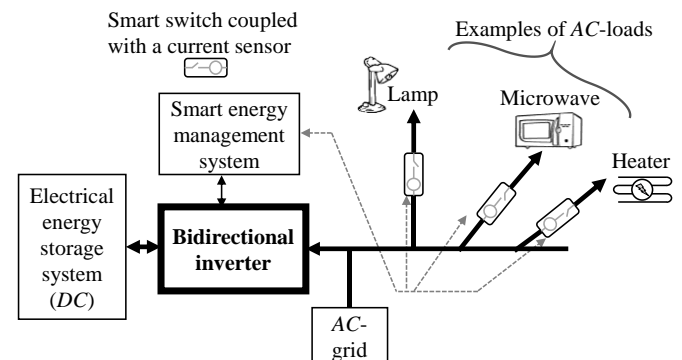 Smart switch coupled
with a current sensor
Examples of AC-loads
Lamp
Microwave
Heater
Smart energy
management
system
Electrical
energy
storage
system
(DC)
Bidirectional
inverter
AC-
grid